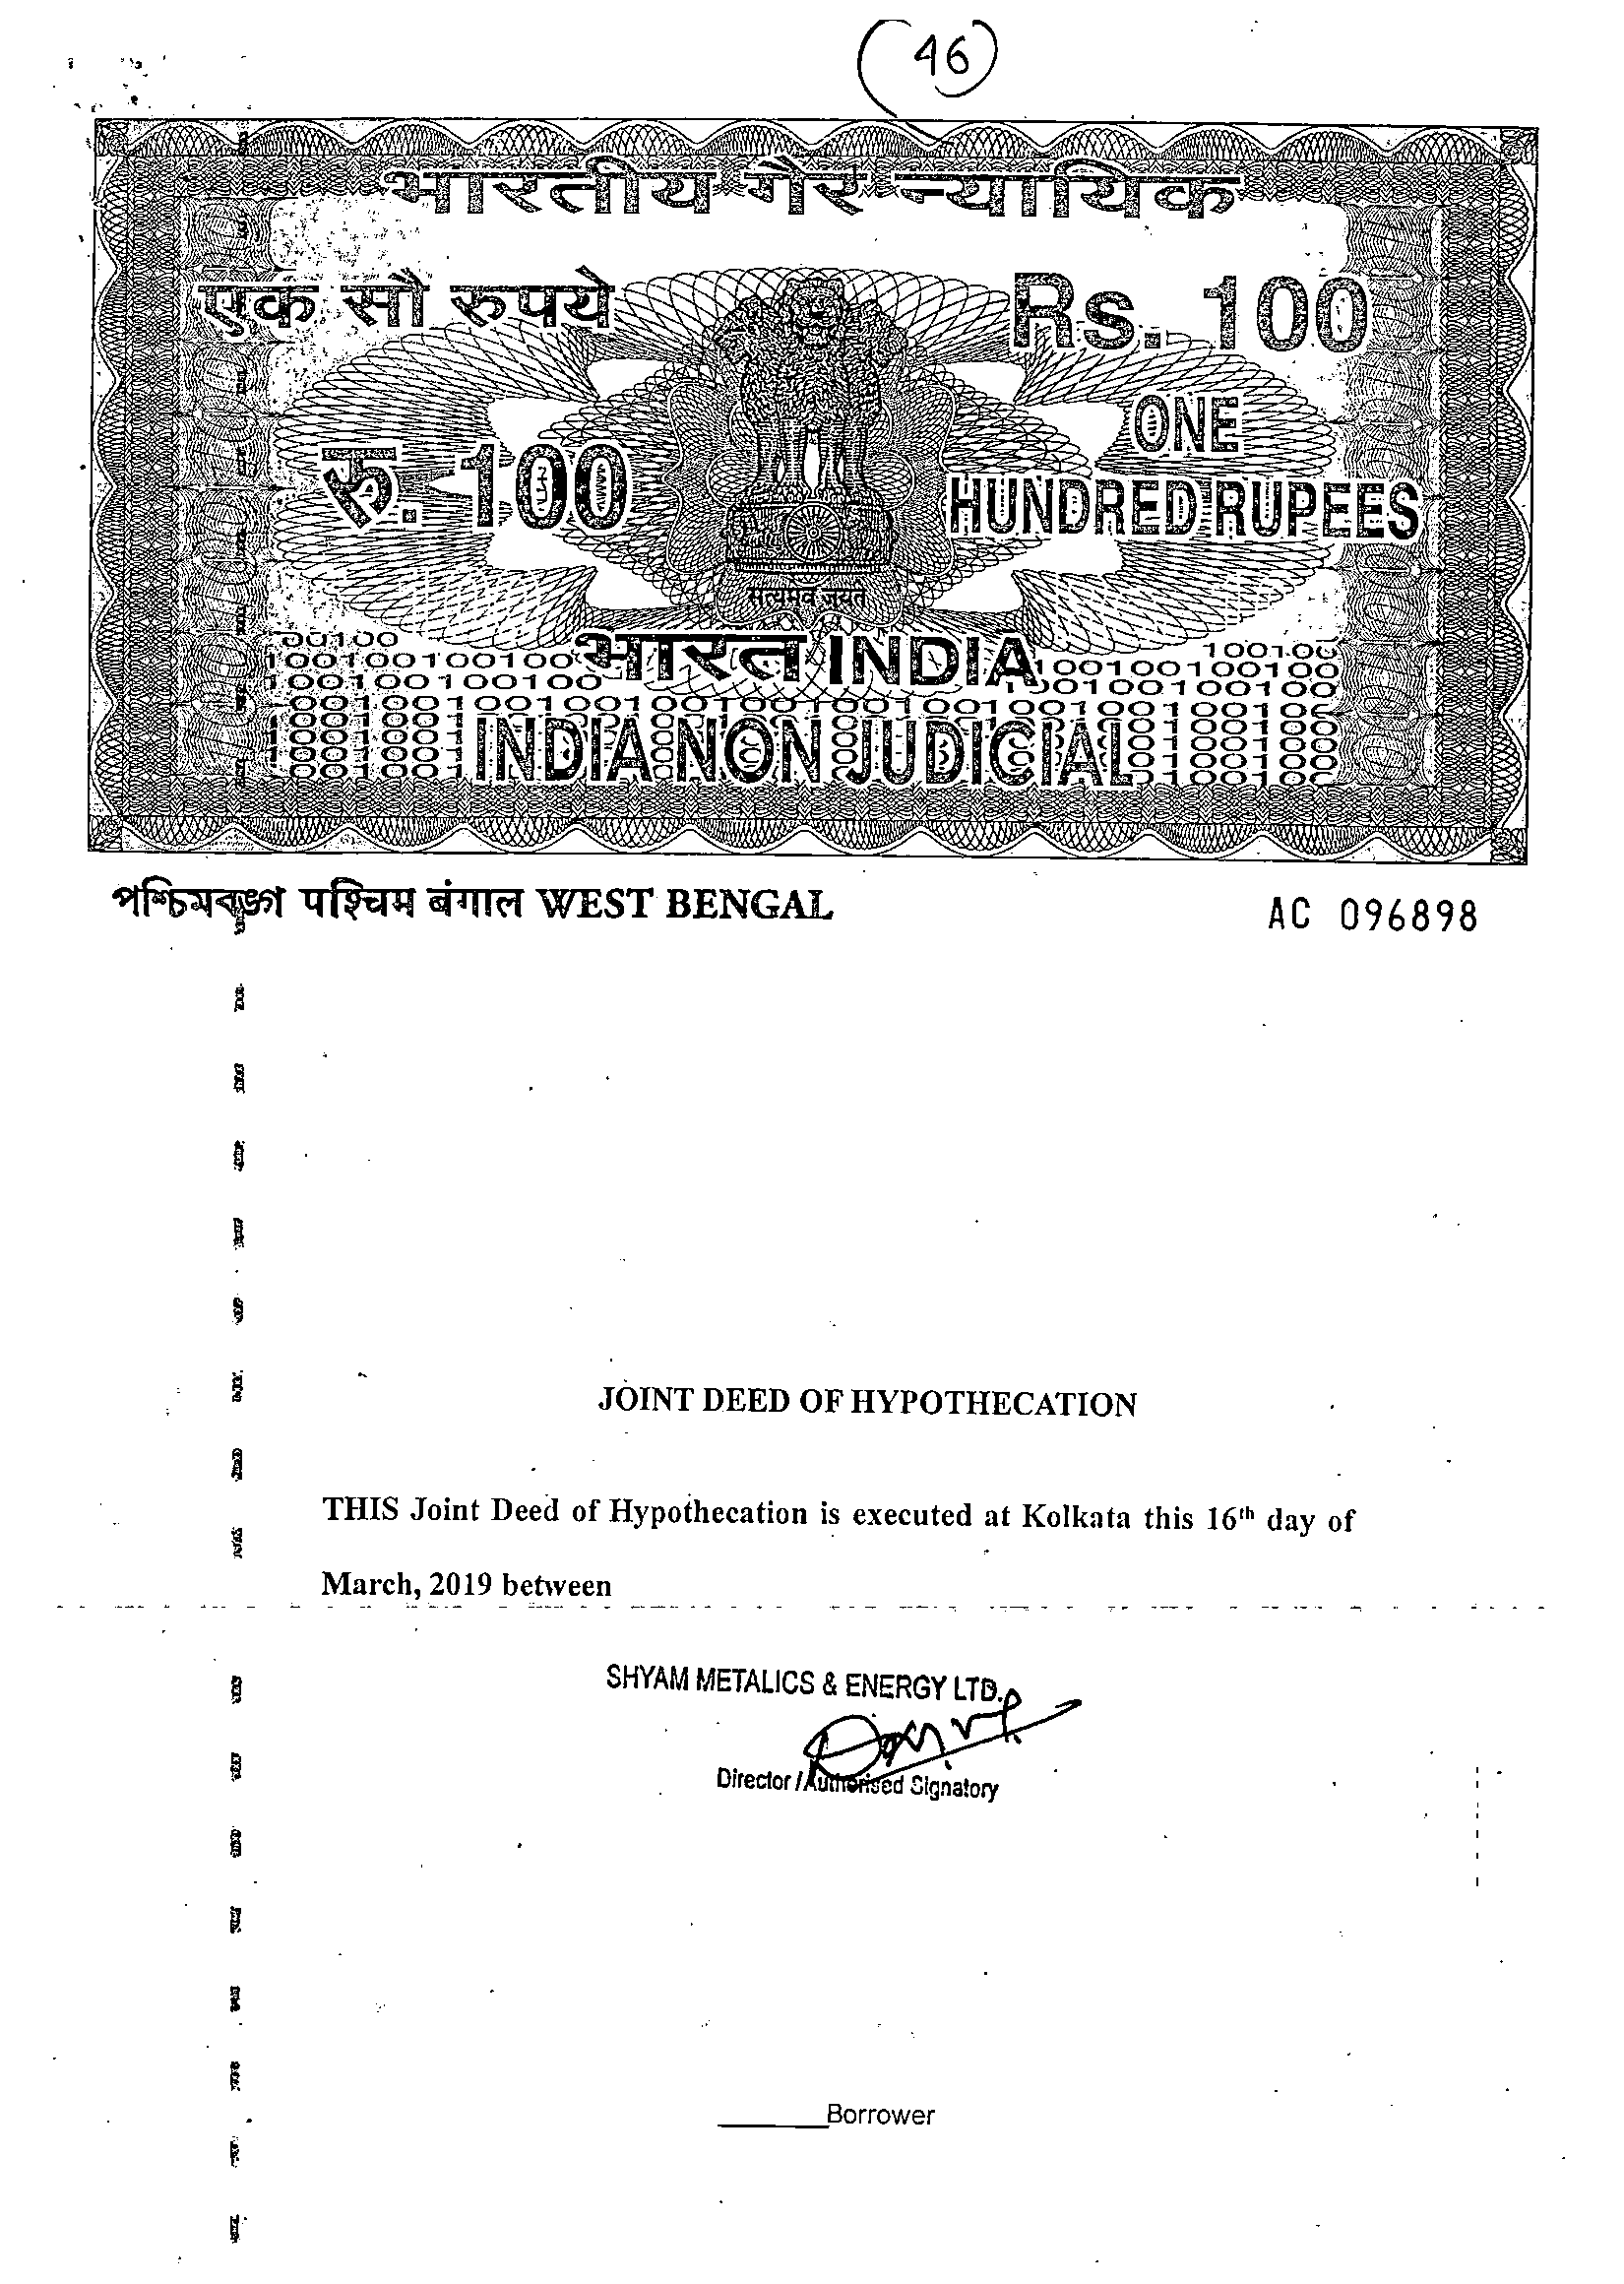 46
भारतीय गैर न्यायिक
एक सौ रुपये
Rs. 100
रु. 100
ONE
HUNDRED RUPEES
सत्यमेव जयते
भारत INDIA
INDIA NON JUDICIAL
পশ্চিমবঙ্গ पश्चिम बंगाल WEST BENGAL
AC 096898
JOINT DEED OF HYPOTHECATION
THIS Joint Deed of Hypothecation is executed at Kolkata this 16th day of
March, 2019 between
SHYAM METALICS & ENERGY LTD.
Director / Authorised Signatory
Borrower